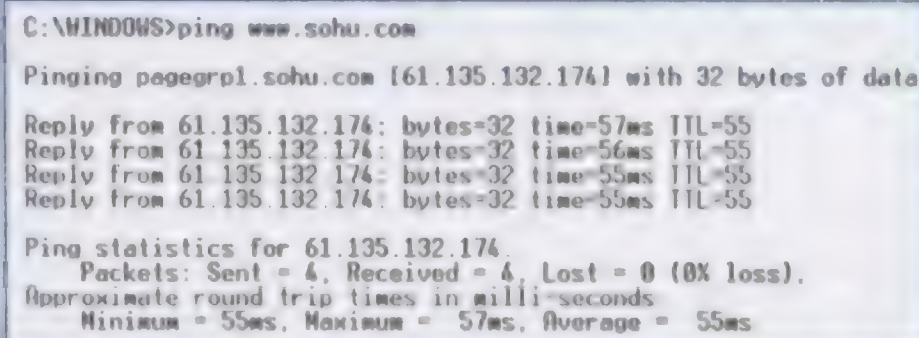 C:\WINDOWS>ping www.sohu.com
Pinging pagegrp1.sohu.com [61.135.132.174] with 32 bytes of data
Reply from 61.135.132.174: bytes=32 time=57ms TTL=55
Reply from 61.135.132.174: bytes=32 time=56ms TTL=55
Reply from 61.135.132.174: bytes=32 time=55ms TTL=55
Reply from 61.135.132.174: bytes=32 time=55ms TTL=55
Ping statistics for 61.135.132.174
Packets: Sent = 4, Received = 4, Lost = 0 (0% loss),
Approximate round trip times in milli-seconds
Minimum = 55ms, Maximum = 57ms, Average = 55ms